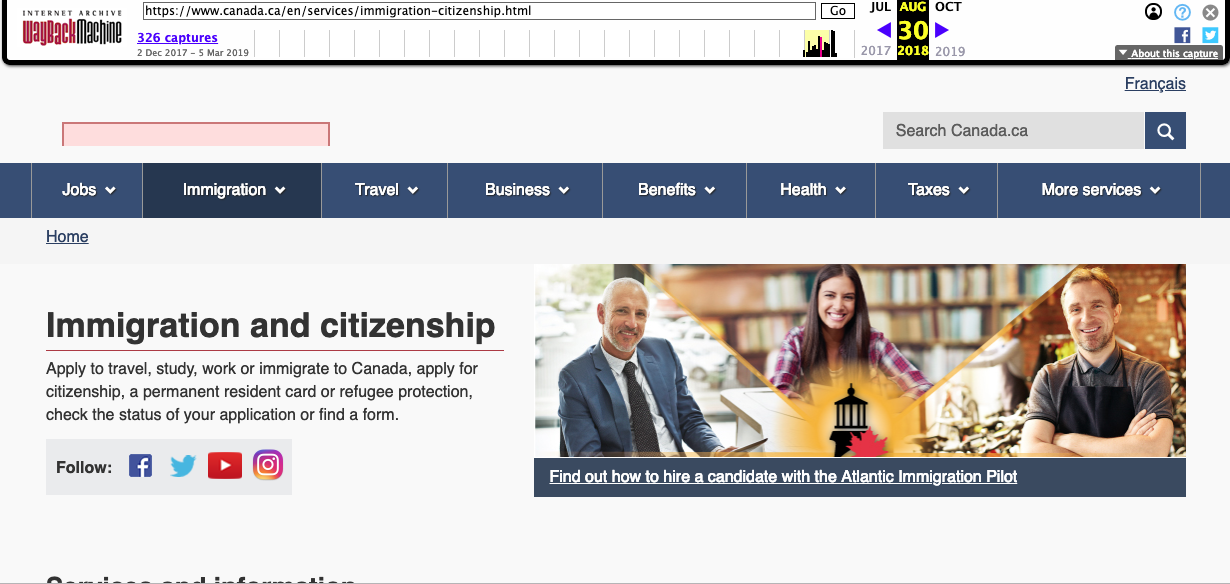 INTERNET ARCHIVE
WayBackMachine
https://www.canada.ca/en/services/immigration-citizenship.html
Go
326 captures
2 Dec 2017 – 5 Mar 2019
JUL AUG OCT
30
2017 2018 2019
About this capture
Français
Search Canada.ca
Jobs Immigration Travel Business Benefits Health Taxes More services
Home
Immigration and citizenship
Apply to travel, study, work or immigrate to Canada, apply for
citizenship, a permanent resident card or refugee protection,
check the status of your application or find a form.
Follow:
Find out how to hire a candidate with the Atlantic Immigration Pilot
Services and information